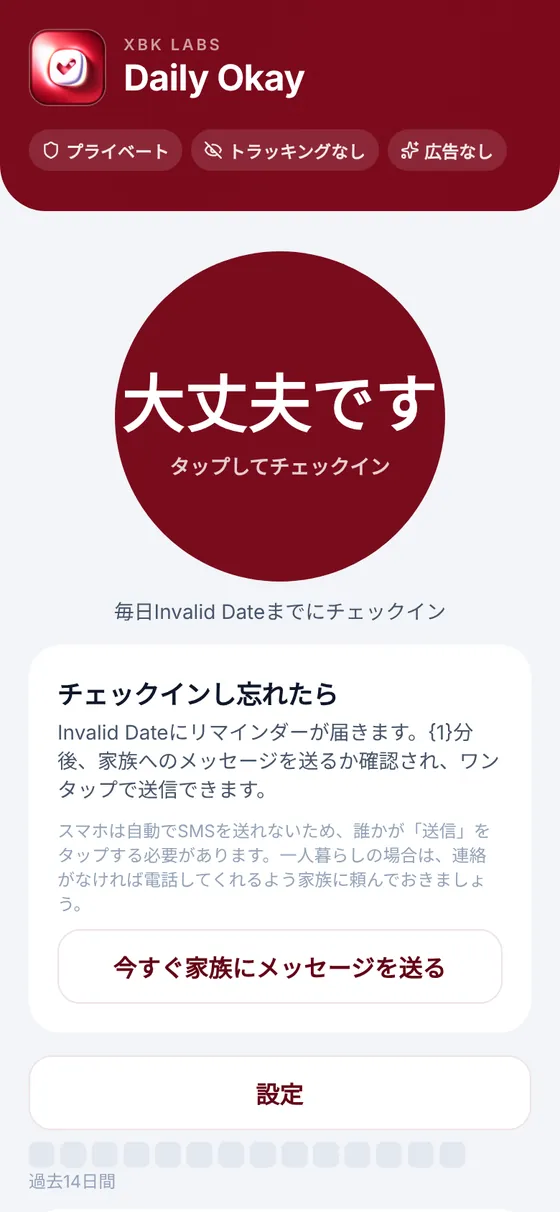 XBK LABS
Daily Okay
プライベート
トラッキングなし
広告なし
大丈夫です
タップしてチェックイン
毎日Invalid Dateまでにチェックイン
チェックインし忘れたら
Invalid Dateにリマインダーが届きます。{1}分
後、家族へのメッセージを送るか確認され、ワン
タップで送信できます。
スマホは自動でSMSを送れないため、誰かが「送信」を
タップする必要があります。一人暮らしの場合は、連絡
がなければ電話してくれるよう家族に頼んでおきましょ
う。
今すぐ家族にメッセージを送る
設定
過去14日間